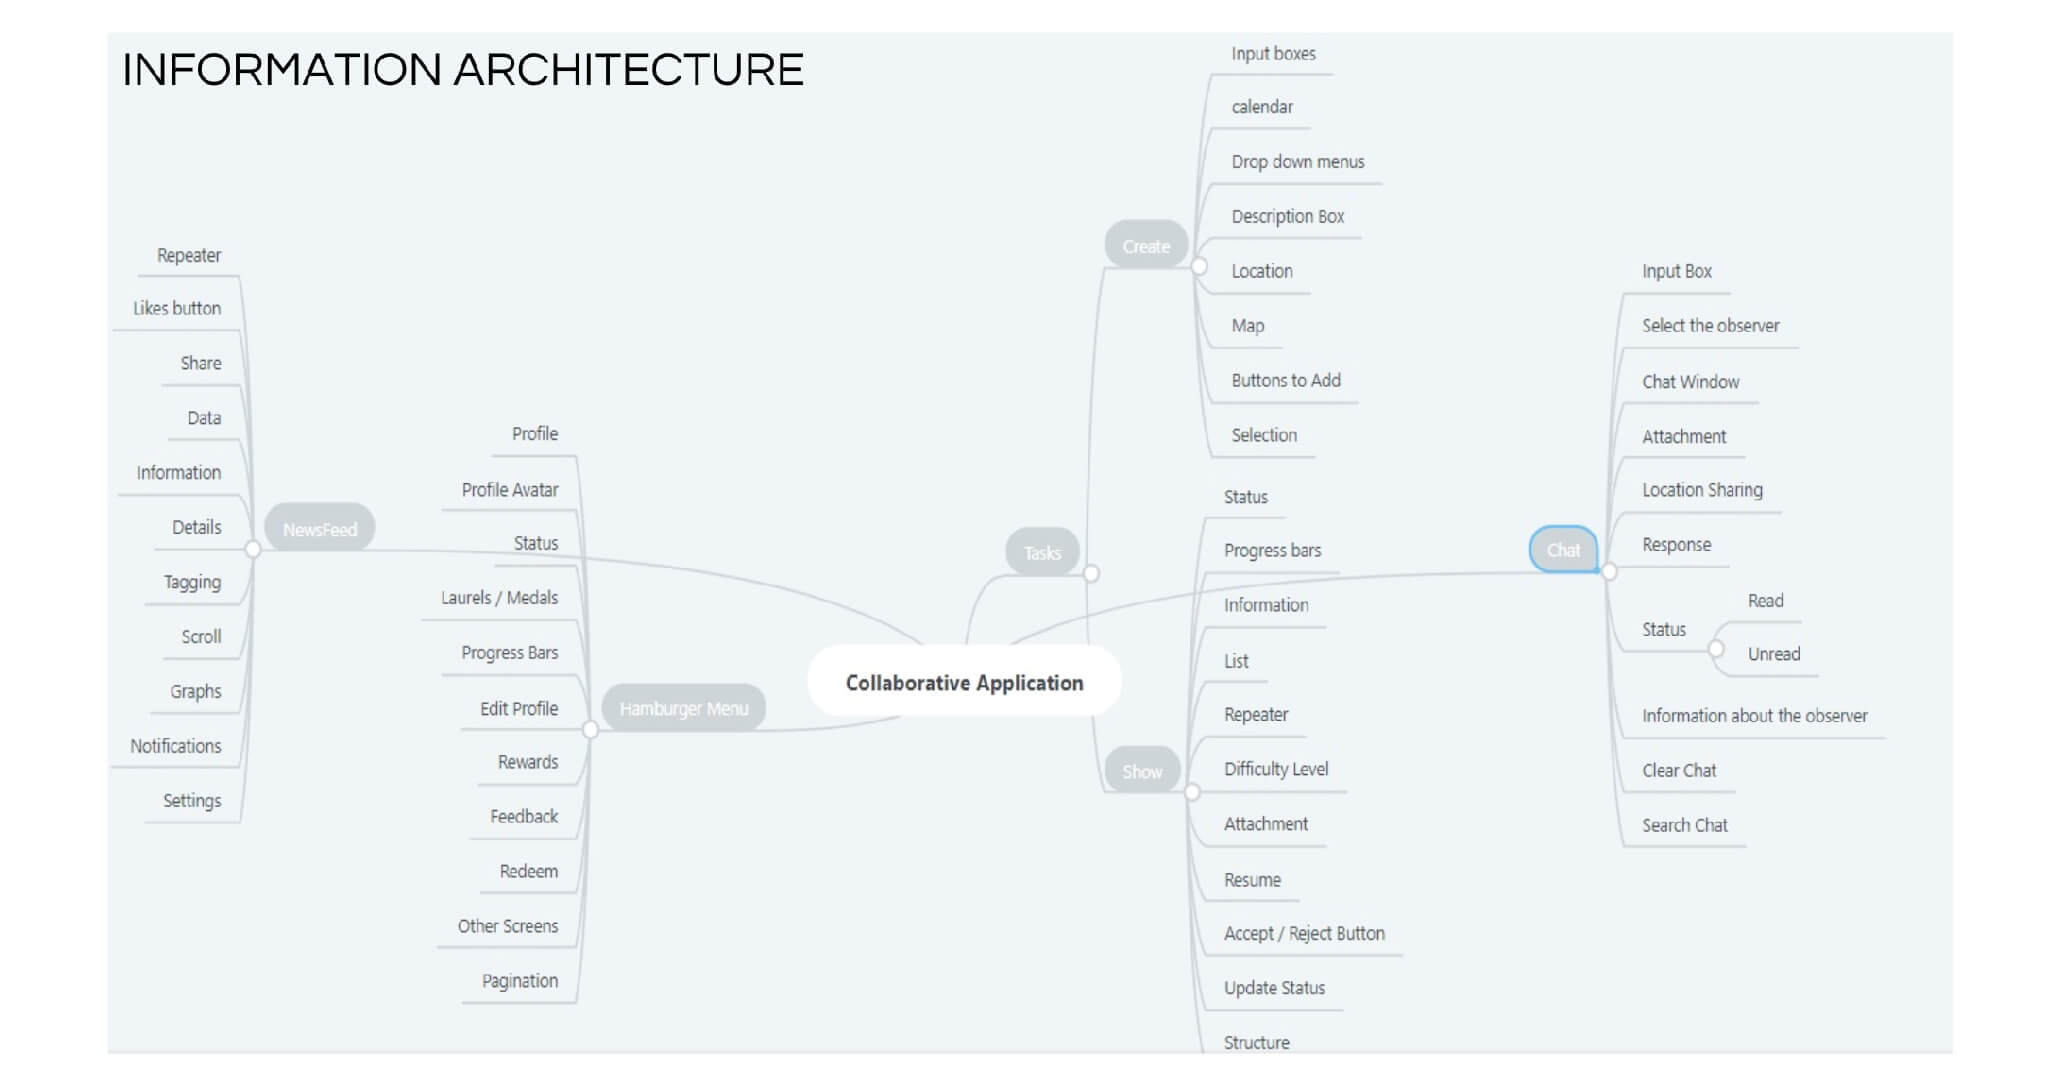 INFORMATION ARCHITECTURE
Collaborative Application
NewsFeed
Repeater
Likes button
Share
Data
Information
Details
Tagging
Scroll
Graphs
Notifications
Settings
Hamburger Menu
Profile
Profile Avatar
Status
Laurels / Medals
Progress Bars
Edit Profile
Rewards
Feedback
Redeem
Other Screens
Pagination
Tasks
Create
Input boxes
calendar
Drop down menus
Description Box
Location
Map
Buttons to Add
Selection
Show
Status
Progress bars
Information
List
Repeater
Difficulty Level
Attachment
Resume
Accept / Reject Button
Update Status
Structure
Chat
Input Box
Select the observer
Chat Window
Attachment
Location Sharing
Response
Status
Read
Unread
Information about the observer
Clear Chat
Search Chat